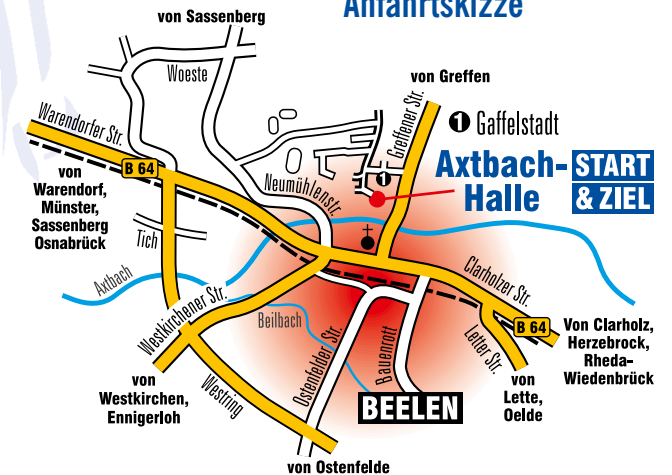 Anfahrtskizze
von Sassenberg
Woeste
von Greffen
Warendorfer Str.
Greffener Str.
1 Gaffelstadt
B 64
1
Axtbach-
Halle
START
& ZIEL
von
Warendorf,
Münster,
Sassenberg
Osnabrück
Neumühlenstr.
Tich
Axtbach
Clarholzer Str.
Westkirchener Str.
Beilbach
Ostenfelder Str.
Bauenrott
Letter Str.
B 64
Von Clarholz,
Herzebrock,
Rheda-
Wiedenbrück
von
Westkirchen,
Ennigerloh
Westring
BEELEN
von
Lette,
Oelde
von Ostenfelde